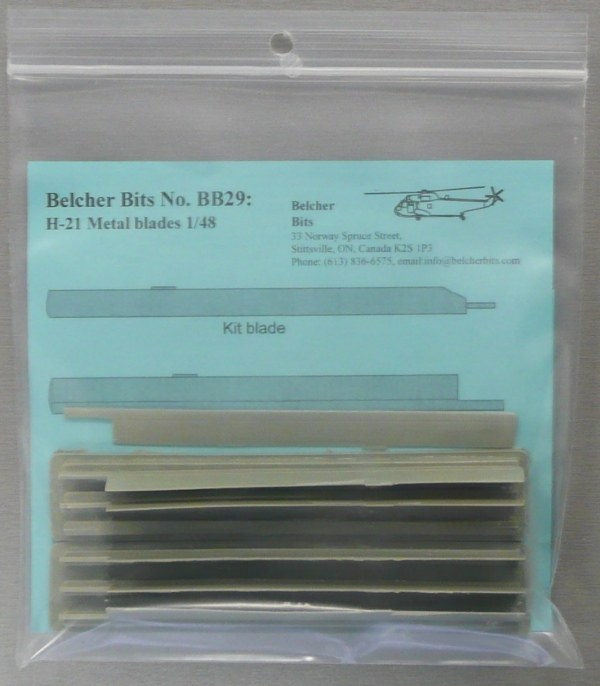 Belcher Bits No. BB29:
H-21 Metal blades 1/48
Belcher
Bits
33 Norway Spruce Street,
Stittsville, ON, Canada K2S 1P3
Phone: (613) 836-6575, email:info@belcherbits.com
Kit blade